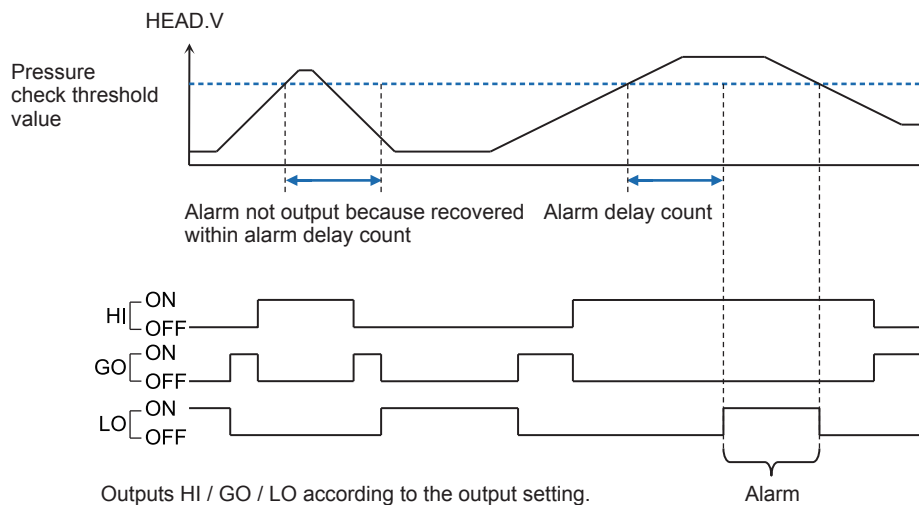 HEAD.V
Pressure
check threshold
value
Alarm not output because recovered
within alarm delay count
Alarm delay count
HI
ON
OFF
GO
ON
OFF
LO
ON
OFF
Outputs HI / GO / LO according to the output setting.
Alarm